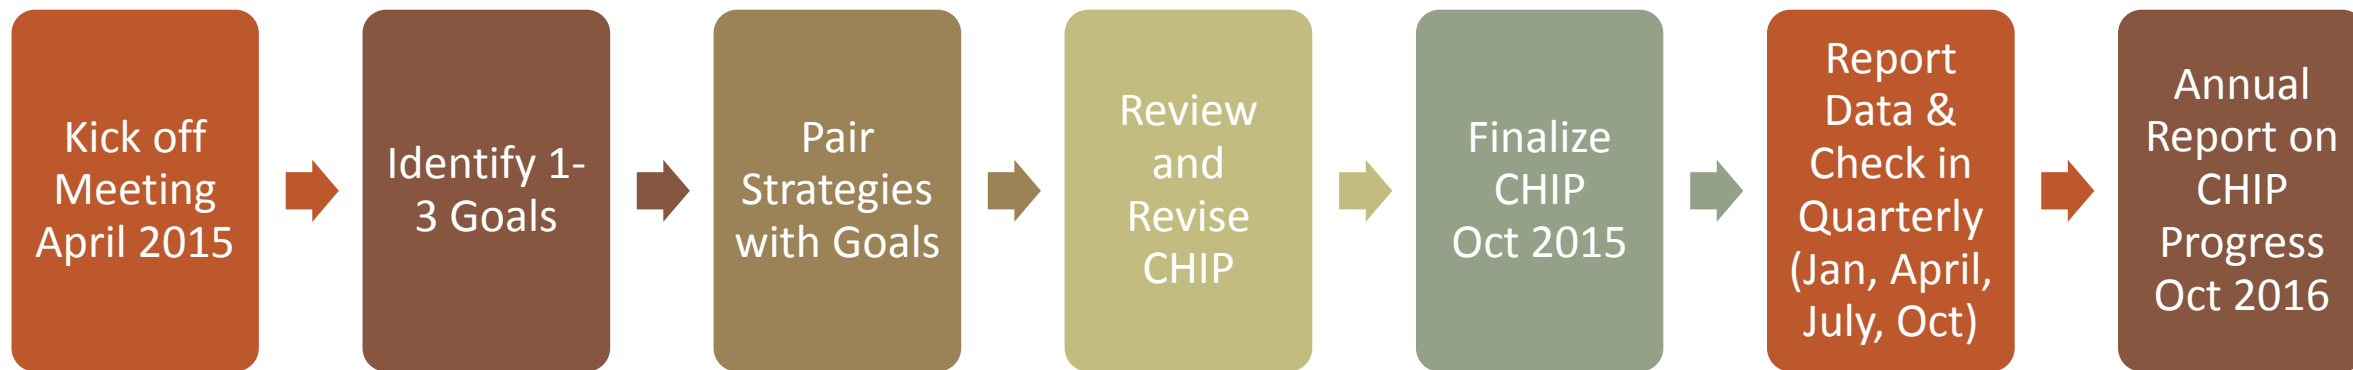 Kick off
Meeting
April 2015
Identify 1-
3 Goals
Pair
Strategies
with Goals
Review
and
Revise
CHIP
Finalize
CHIP
Oct 2015
Report
Data &
Check in
Quarterly
(Jan, April,
July, Oct)
Annual
Report on
CHIP
Progress
Oct 2016